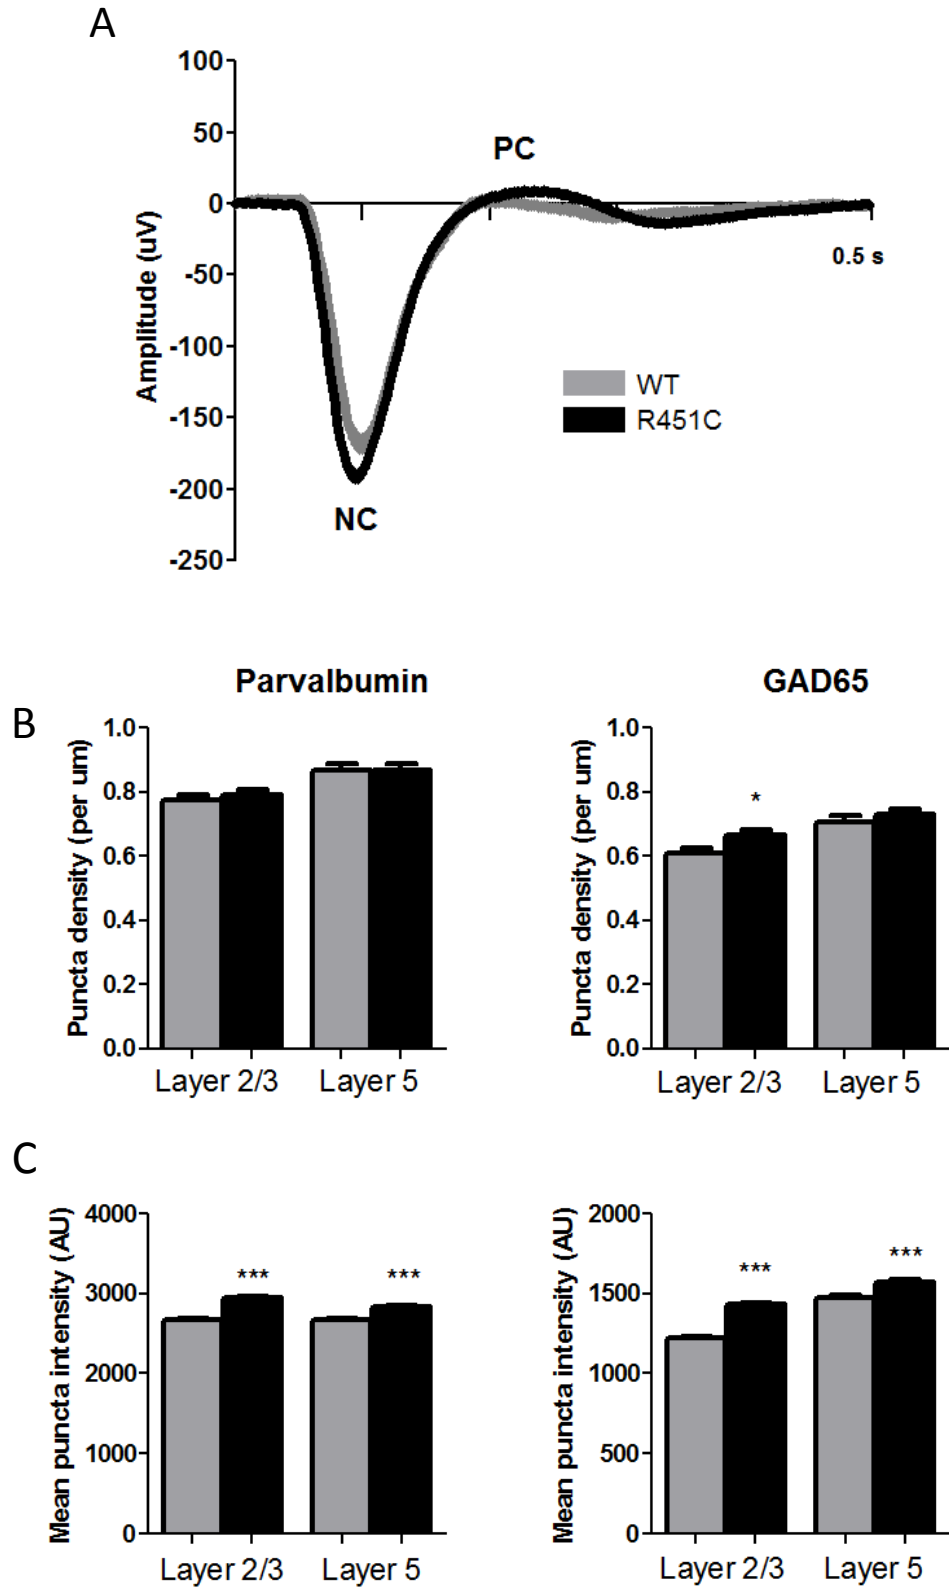 A
100
50
0
-50
-100
-150
-200
-250
Amplitude (uV)
PC
NC
0.5 s
WT
R451C
B
Parvalbumin
1.0
0.8
0.6
0.4
0.2
0.0
Puncta density (per um)
Layer 2/3 Layer 5
GAD65
1.0
0.8
0.6
0.4
0.2
0.0
Puncta density (per um)
*
Layer 2/3 Layer 5
C
4000
3000
2000
1000
0
Mean puncta intensity (AU)
*** ***
Layer 2/3 Layer 5
2000
1500
1000
500
0
Mean puncta intensity (AU)
*** ***
Layer 2/3 Layer 5